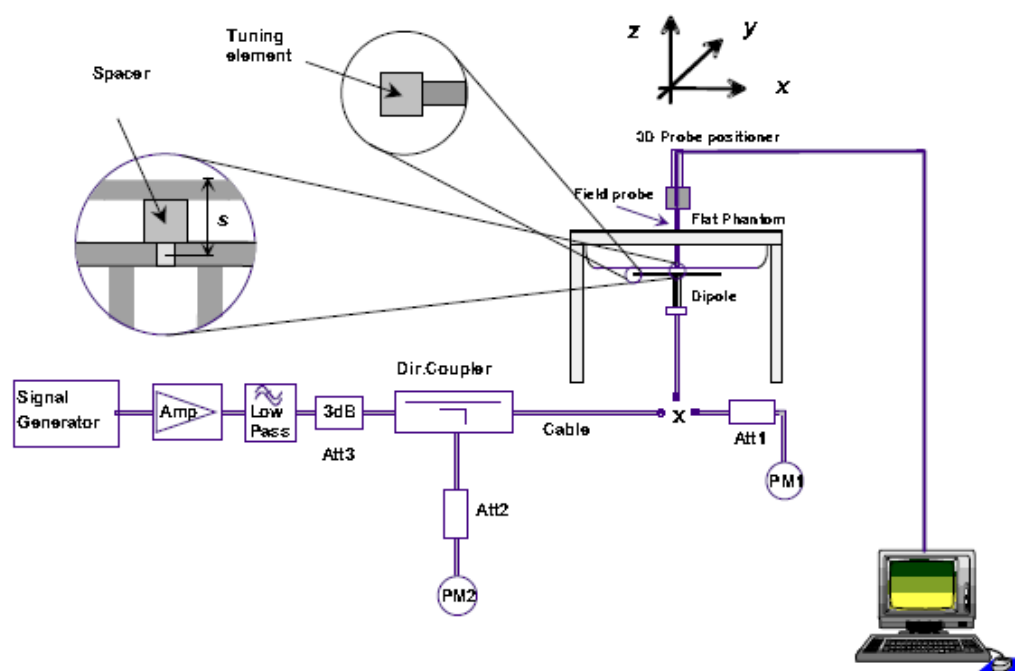 Tuning
element
Spacer
z
y
x
3D Probe positioner
Field probe
Flat Phantom
s
Dipole
Dir.Coupler
Signal
Generator
Amp
Low
Pass
3dB
Att3
Cable
x
Att1
PM1
Att2
PM2